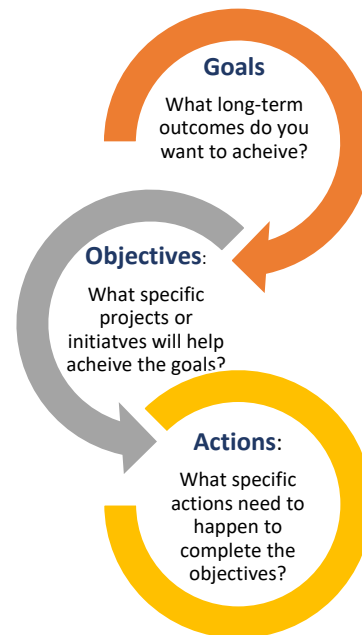 Goals
What long-term
outcomes do you
want to acheive?
Objectives:
What specific
projects or
initiatves will help
acheive the goals?
Actions:
What specific
actions need to
happen to
complete the
objectives?